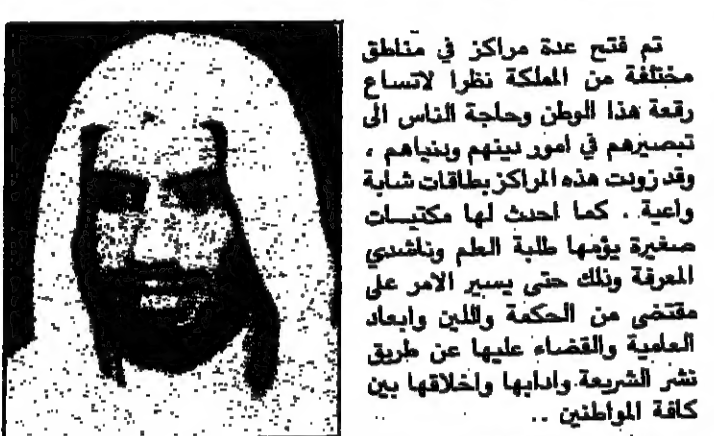 تم فتح عدة مراكز في مناطق
مختلفة من المملكة نظرا لاتساع
رقعة هذا الوطن وحاجة الناس الى
تبصيرهم في امور دينهم ودنياهم ،
وقد زودت هذه المراكز بطاقات شابة
واعية . كما احدث لها مكتبسات
صغيرة يؤمها طلبة العلم وناشدي
المعرفة وذلك حتى يسير الامر على
مقتضى من الحكمة واللين وابعاد
العامية والقضاء عليها عن طريق
نشر الشريعة وادابها واخلاقها بين
كافة المواطنين ..